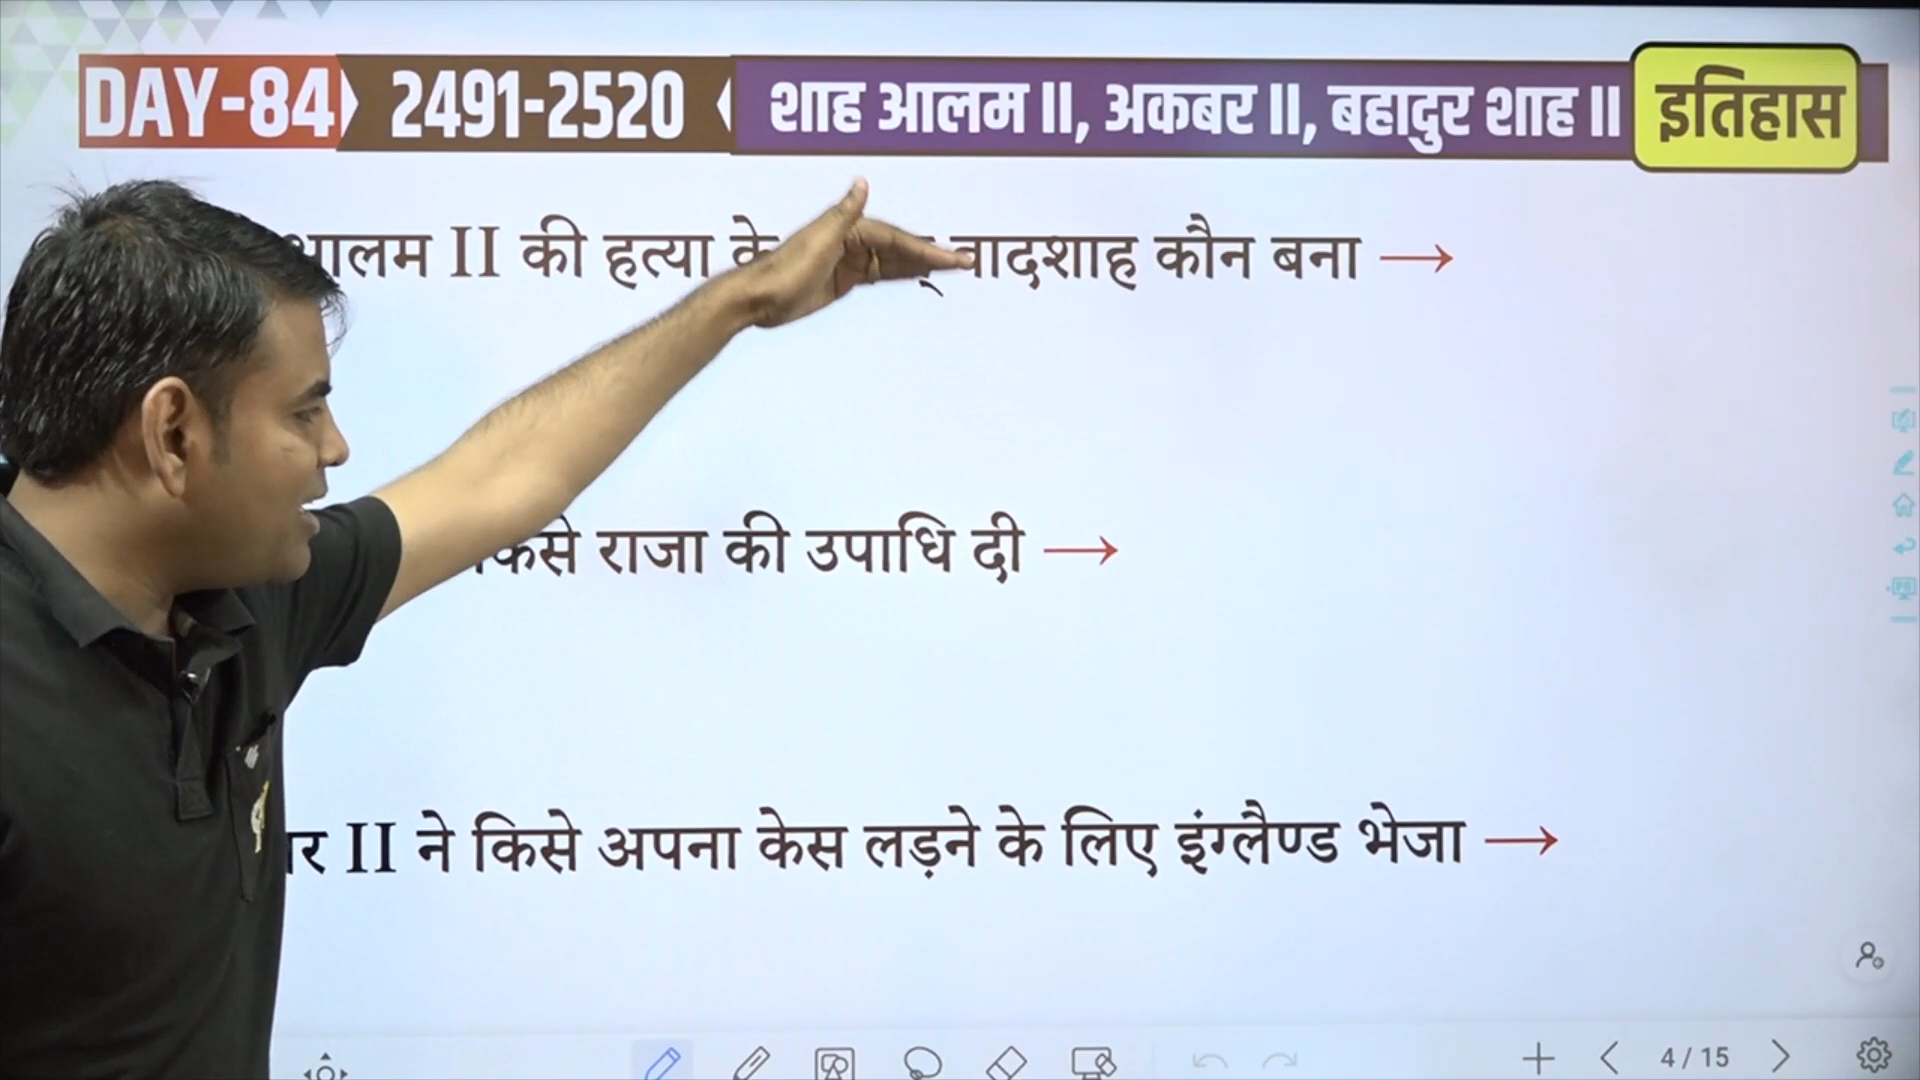 DAY-84 2491-2520 शाह आलम II, अकबर II, बहादुर शाह II इतिहास
II की हत्या के वादशाह कौन बना →
राजा की उपाधि दी →
II ने किसे अपना केस लड़ने के लिए इंग्लैण्ड भेजा →
4 / 15